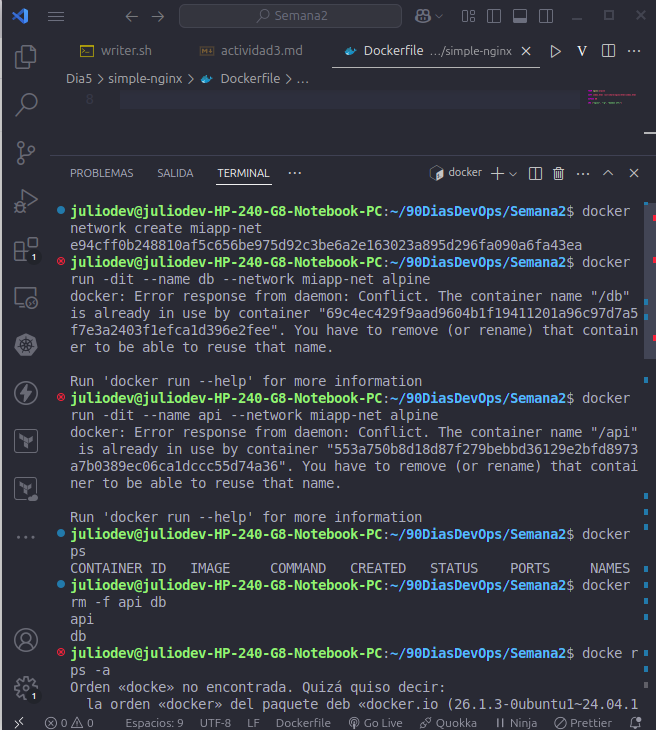 Semana2
writer.sh
actividad3.md
Dockerfile .../simple-nginx
Dia5 > simple-nginx > Dockerfile > ...
8
PROBLEMAS SALIDA TERMINAL ... docker
juliodev@juliodev-HP-240-G8-Notebook-PC:~/90DiasDevOps/Semana2$ docker
network create miapp-net
e94cff0b248810af5c656be975d92c3be6a2e163023a895d296fa090a6fa43ea
juliodev@juliodev-HP-240-G8-Notebook-PC:~/90DiasDevOps/Semana2$ docker
run -dit --name db --network miapp-net alpine
docker: Error response from daemon: Conflict. The container name "/db"
is already in use by container "69c4ec429f9aad9604b1f19411201a96c97d7a5
f7e3a2403f1efca1d396e2fee". You have to remove (or rename) that contain
er to be able to reuse that name.
Run 'docker run --help' for more information
juliodev@juliodev-HP-240-G8-Notebook-PC:~/90DiasDevOps/Semana2$ docker
run -dit --name api --network miapp-net alpine
docker: Error response from daemon: Conflict. The container name "/api"
is already in use by container "553a750b8d18d87f279bebbd36129e2bfd8973
a7b0389ec06ca1dccc55d74a36". You have to remove (or rename) that contai
ner to be able to reuse that name.
Run 'docker run --help' for more information
juliodev@juliodev-HP-240-G8-Notebook-PC:~/90DiasDevOps/Semana2$ docker
ps
CONTAINER ID IMAGE COMMAND CREATED STATUS PORTS NAMES
juliodev@juliodev-HP-240-G8-Notebook-PC:~/90DiasDevOps/Semana2$ docker
rm -f api db
api
db
juliodev@juliodev-HP-240-G8-Notebook-PC:~/90DiasDevOps/Semana2$ docke r
ps -a
Orden «docke» no encontrada. Quizá quiso decir:
la orden «docker» del paquete deb «docker.io (26.1.3-0ubuntu1~24.04.1
1
1
0 0 Espacios: 9 UTF-8 LF Dockerfile Go Live Quokka Ninja Prettier